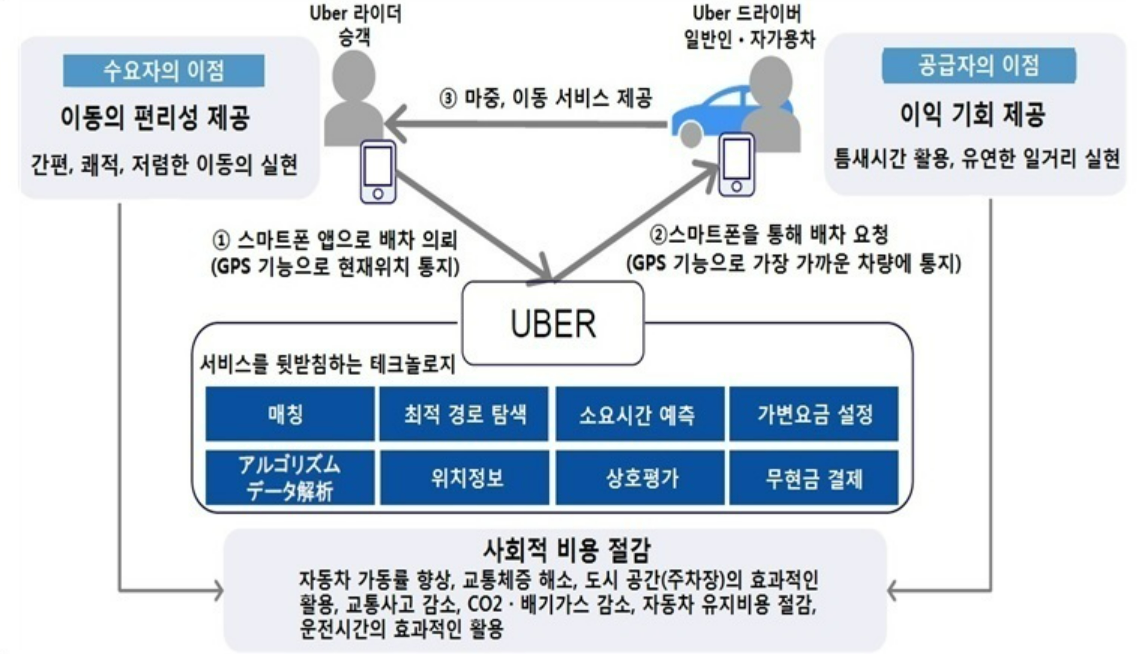 Uber 라이더
승객
Uber 드라이버
일반인・자가용차
수요자의 이점
이동의 편리성 제공
간편, 쾌적, 저렴한 이동의 실현
③ 마중, 이동 서비스 제공
공급자의 이점
이익 기회 제공
틈새시간 활용, 유연한 일거리 실현
① 스마트폰 앱으로 배차 의뢰
(GPS 기능으로 현재위치 통지)
②스마트폰을 통해 배차 요청
(GPS 기능으로 가장 가까운 차량에 통지)
UBER
서비스를 뒷받침하는 테크놀로지
매칭
최적 경로 탐색
소요시간 예측
가변요금 설정
アル고리즘
データ解析
위치정보
상호평가
무현금 결제
사회적 비용 절감
자동차 가동률 향상, 교통체증 해소, 도시 공간(주차장)의 효과적인
활용, 교통사고 감소, CO2・배기가스 감소, 자동차 유지비용 절감,
운전시간의 효과적인 활용